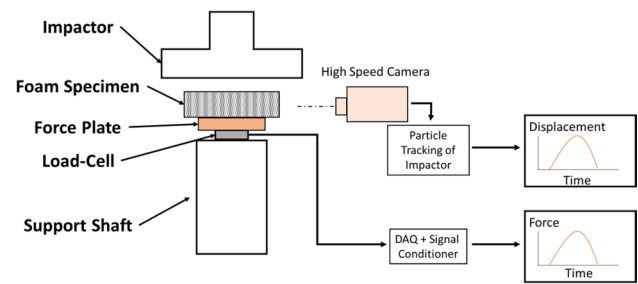 Impactor
Foam Specimen
Force Plate
Load-Cell
Support Shaft
High Speed Camera
Particle
Tracking of
Impactor
Displacement
Time
DAQ + Signal
Conditioner
Force
Time